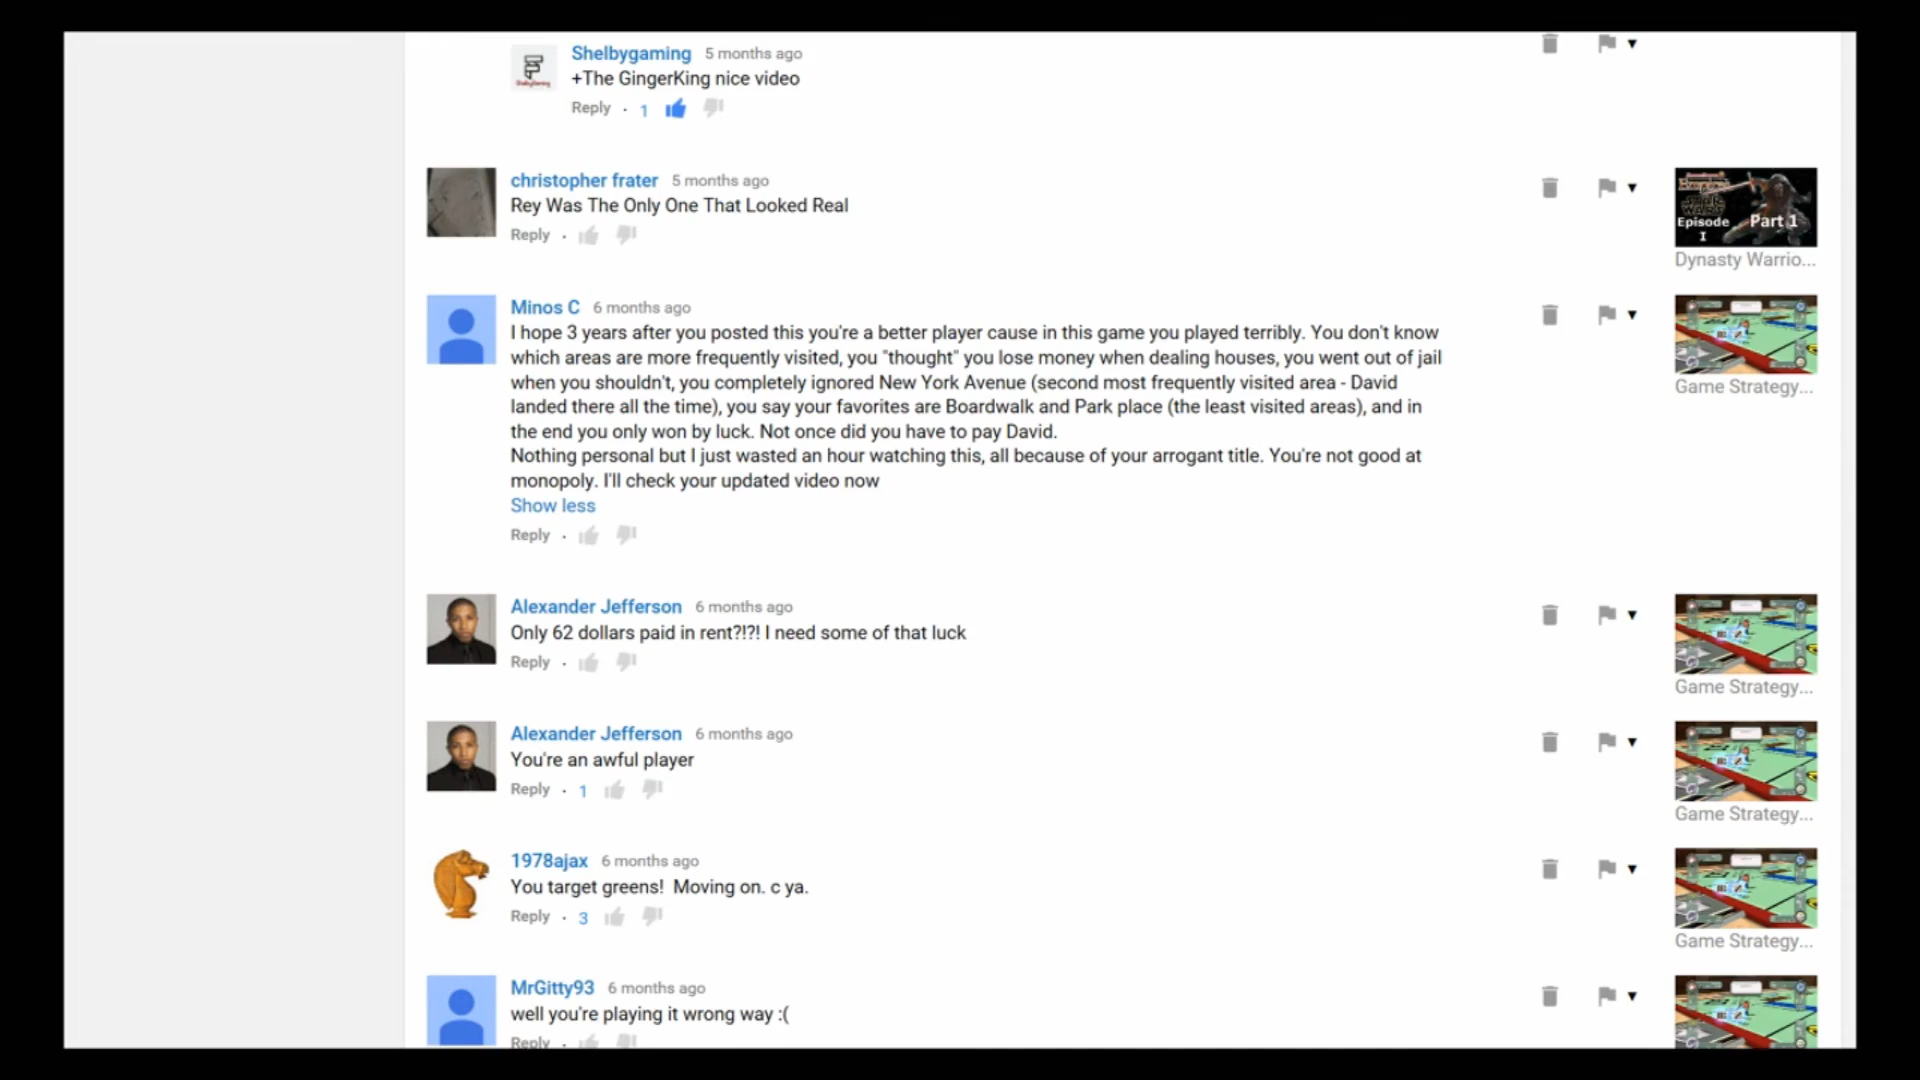 Shelbygaming 5 months ago
+The GingerKing nice video
Reply · 1
christopher frater 5 months ago
Rey Was The Only One That Looked Real
Reply ·
STAR WARS
Episode I
Part 1
Dynasty Warrio...
Minos C 6 months ago
I hope 3 years after you posted this you're a better player cause in this game you played terribly. You don't know
which areas are more frequently visited, you "thought" you lose money when dealing houses, you went out of jail
when you shouldn't, you completely ignored New York Avenue (second most frequently visited area - David
landed there all the time), you say your favorites are Boardwalk and Park place (the least visited areas), and in
the end you only won by luck. Not once did you have to pay David.
Nothing personal but I just wasted an hour watching this, all because of your arrogant title. You're not good at
monopoly. I'll check your updated video now
Show less
Reply ·
Game Strategy...
Alexander Jefferson 6 months ago
Only 62 dollars paid in rent?!?! I need some of that luck
Reply ·
Game Strategy...
Alexander Jefferson 6 months ago
You're an awful player
Reply · 1
Game Strategy...
1978ajax 6 months ago
You target greens!  Moving on. c ya.
Reply · 3
Game Strategy...
MrGitty93 6 months ago
well you're playing it wrong way :(
Reply ·